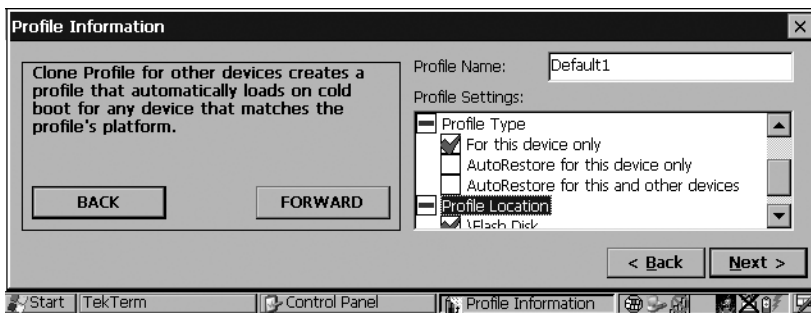 Profile Information
Clone Profile for other devices creates a
profile that automatically loads on cold
boot for any device that matches the
profile's platform.
BACK
FORWARD
Profile Name:
Default1
Profile Settings:
Profile Type
For this device only
AutoRestore for this device only
AutoRestore for this and other devices
Profile Location
\Flash Disk
< Back
Next >
Start
TekTerm
Control Panel
Profile Information